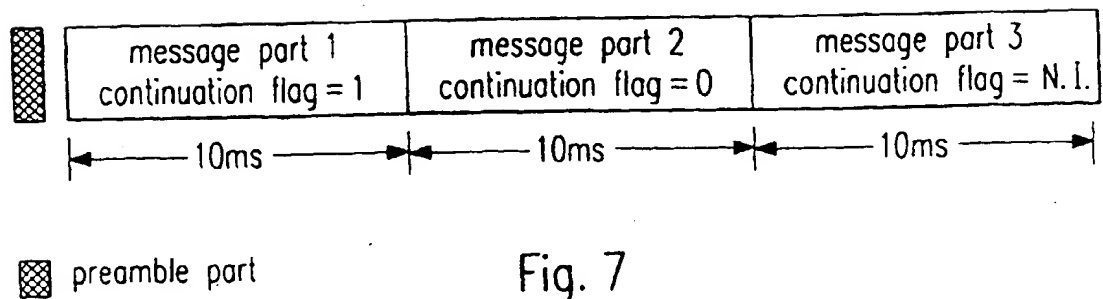 message part 1
continuation flag = 1
message part 2
continuation flag = 0
message part 3
continuation flag = N. I.
10ms
10ms
10ms
preamble part
Fig. 7